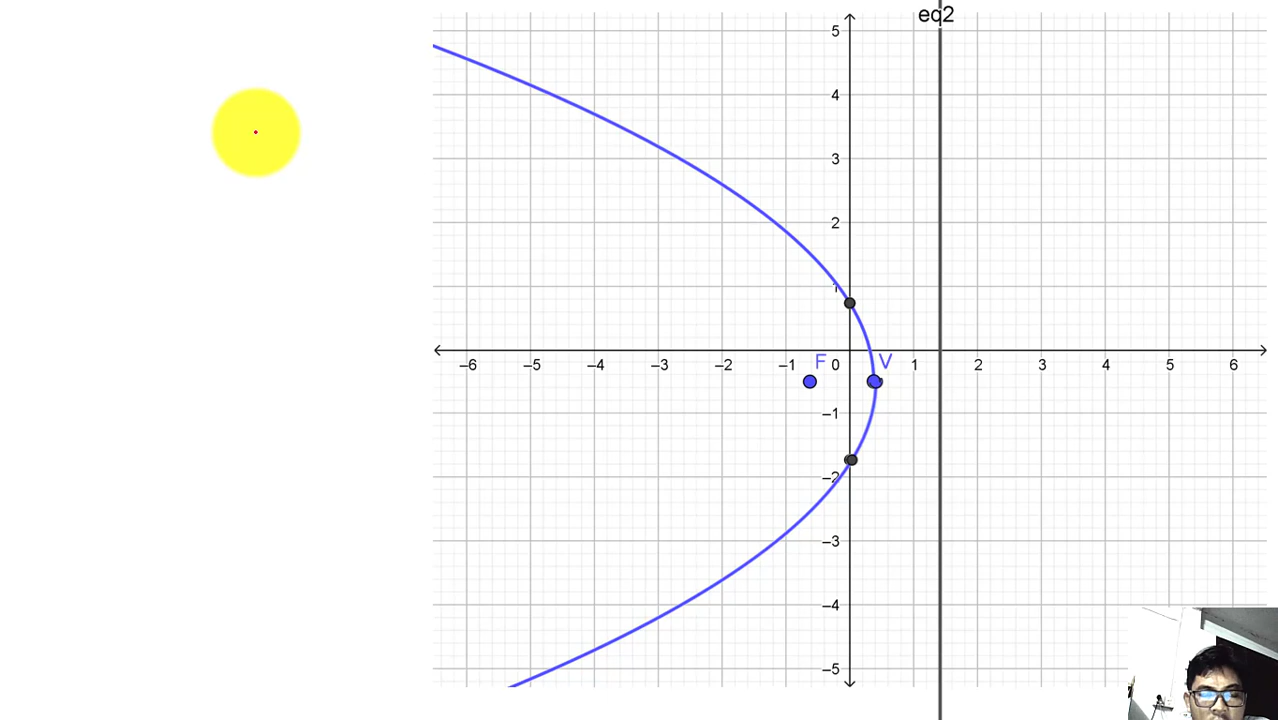 eq2
5
4
3
2
1
F
V
–6 –5 –4 –3 –2 –1 0 1 2 3 4 5 6
–1
–2
–3
–4
–5